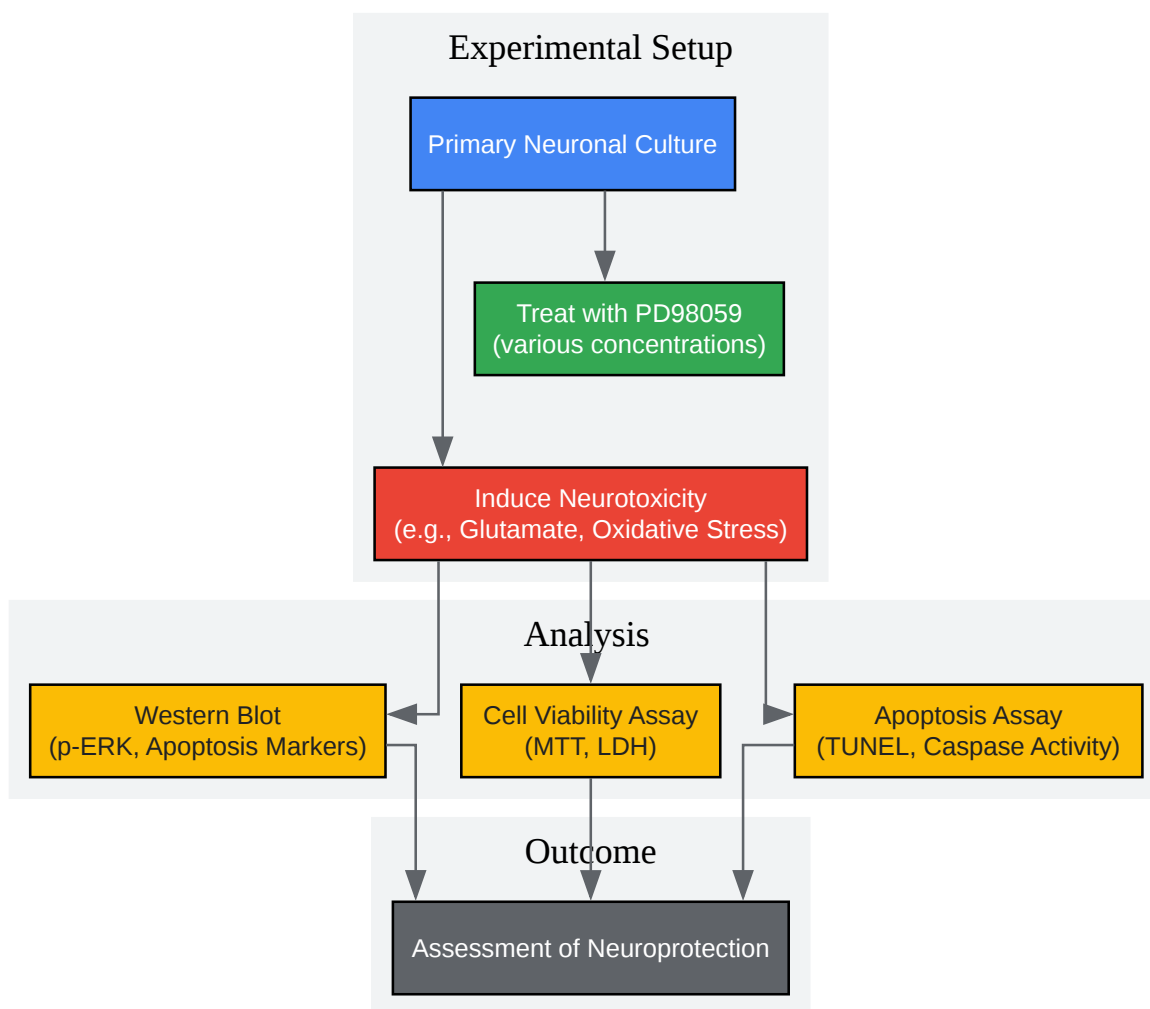 Experimental Setup
Primary Neuronal Culture
Treat with PD98059
(various concentrations)
Induce Neurotoxicity
(e.g., Glutamate, Oxidative Stress)
Analysis
Western Blot
(p-ERK, Apoptosis Markers)
Cell Viability Assay
(MTT, LDH)
Apoptosis Assay
(TUNEL, Caspase Activity)
Outcome
Assessment of Neuroprotection